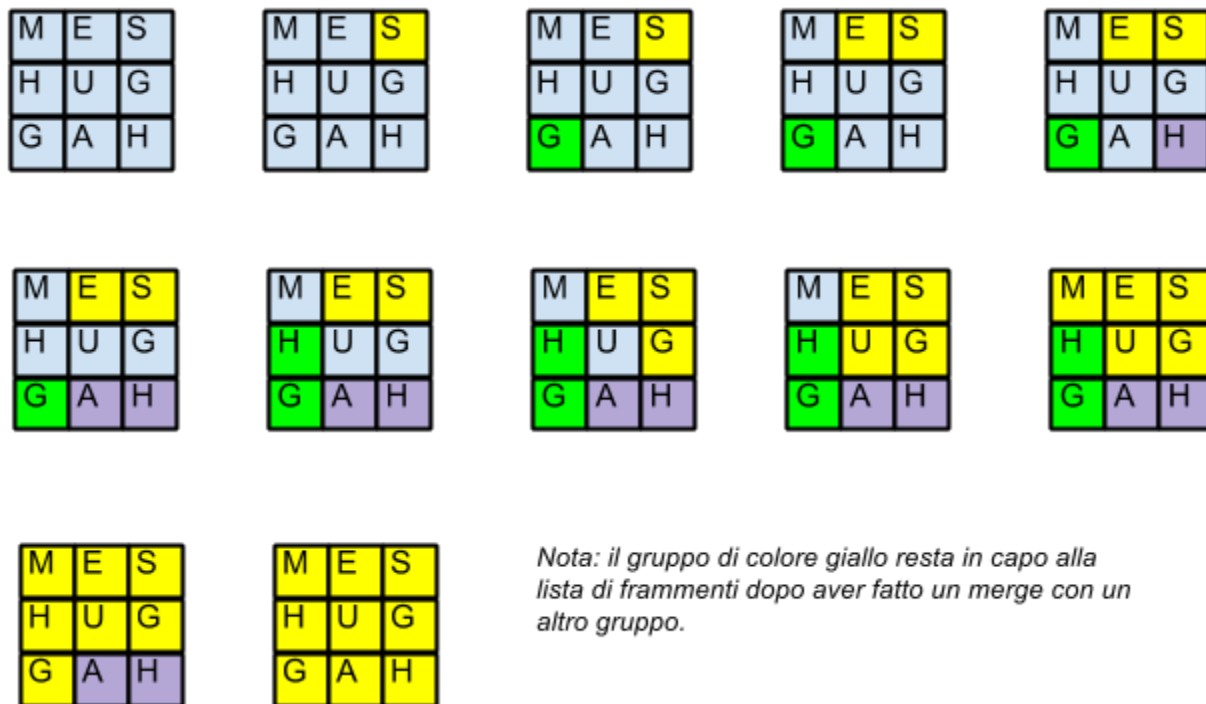 M E S M E S M E S M E S M E S
H U G H U G H U G H U G H U G
G A H G A H G A H G A H G A H
M E S M E S M E S M E S M E S
H U G H U G H U G H U G H U G
G A H G A H G A H G A H G A H
M E S M E S
H U G H U G
G A H G A H
Nota: il gruppo di colore giallo resta in capo alla
lista di frammenti dopo aver fatto un merge con un
altro gruppo.